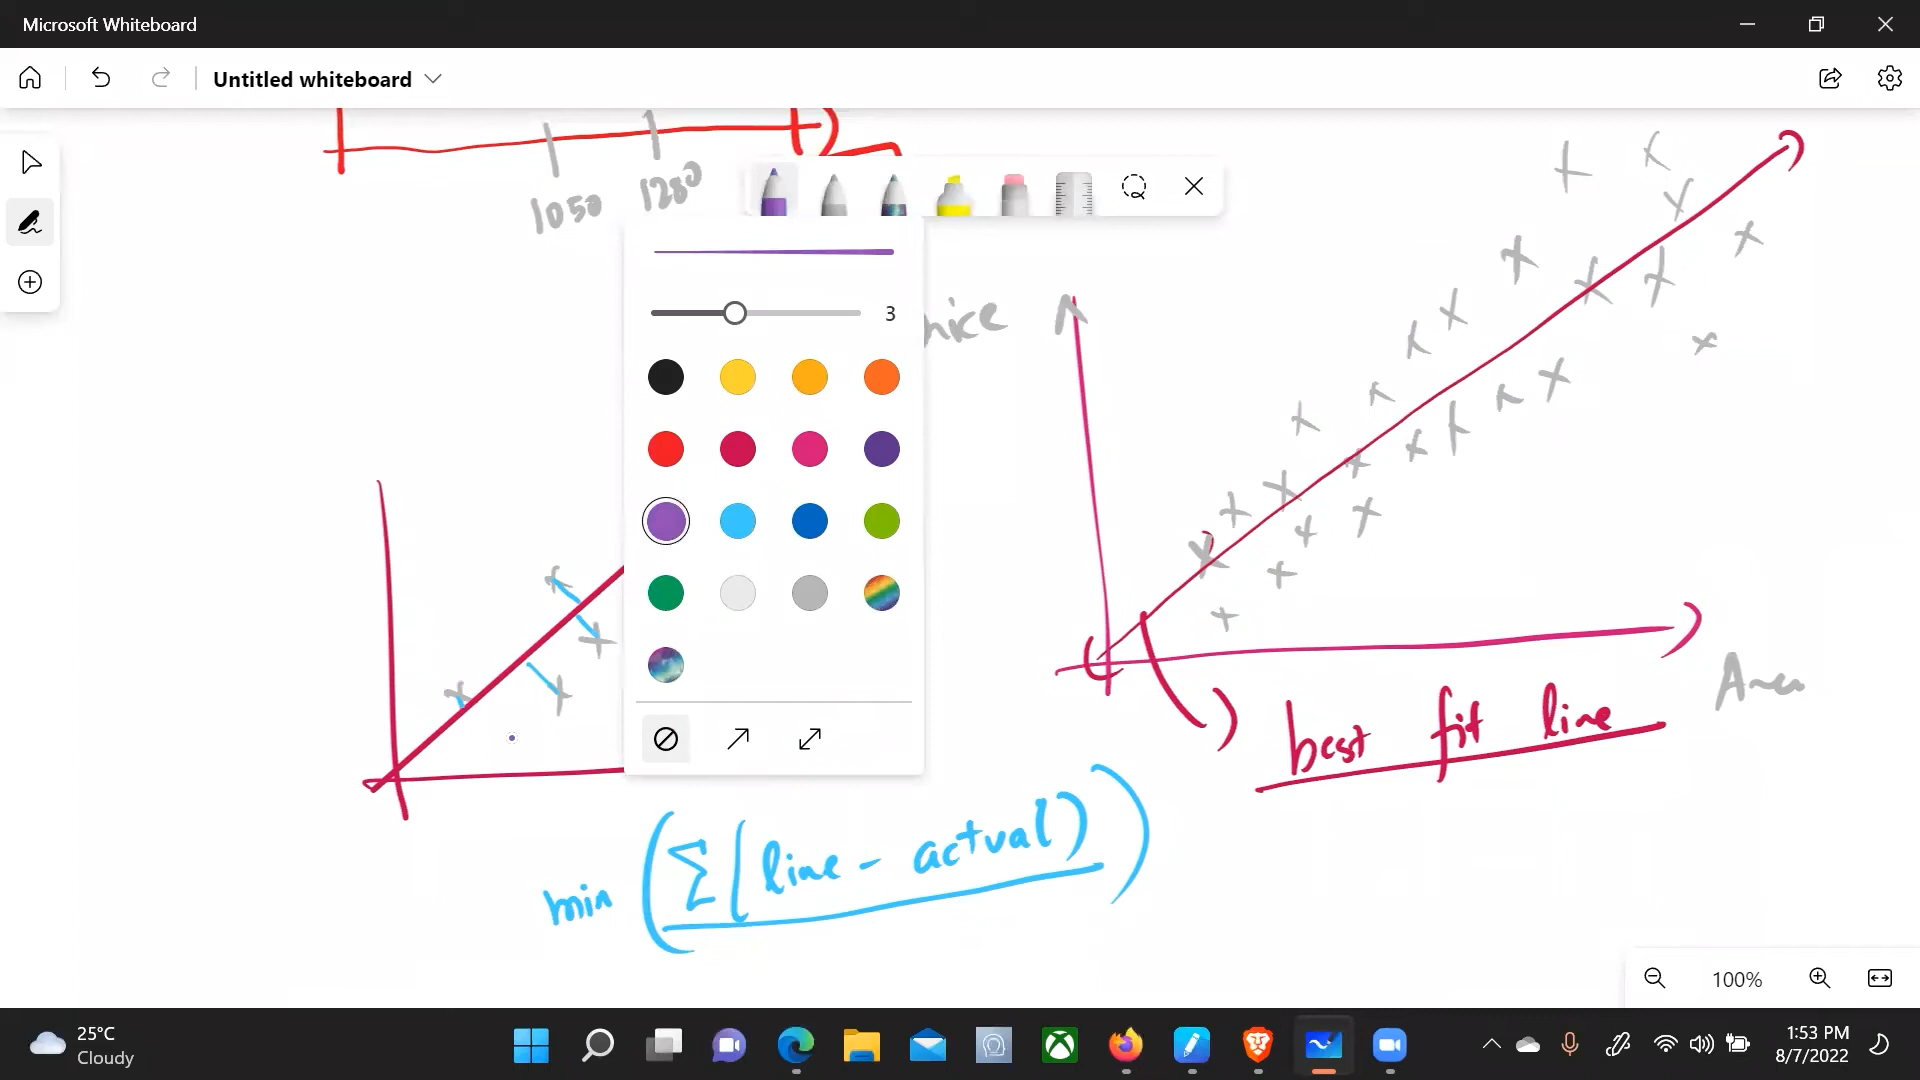 Microsoft Whiteboard
Untitled whiteboard
1050 1280
3
Area
best fit line
min (Σ(line - actual))
100%
25°C
Cloudy
1:53 PM
8/7/2022